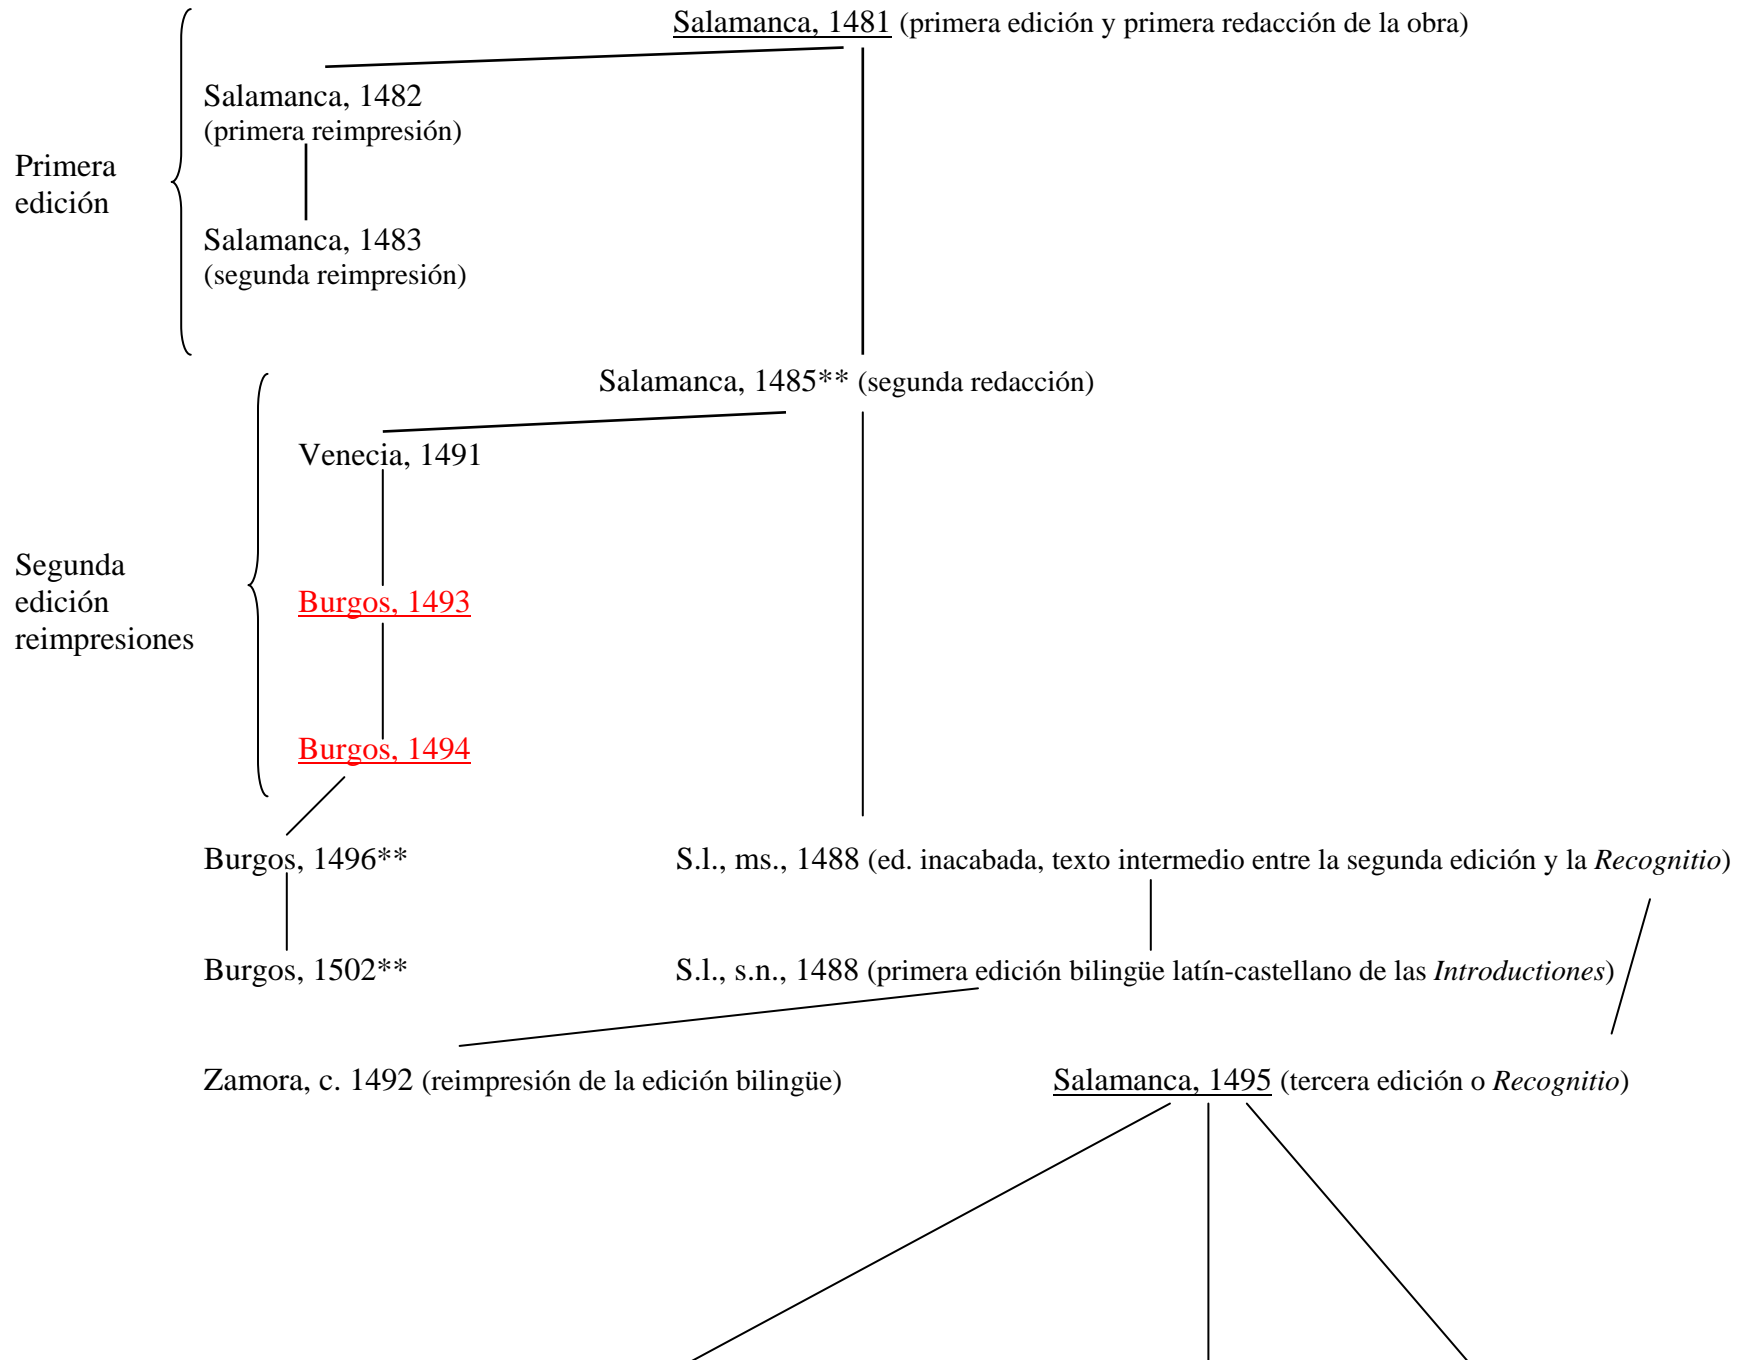 Salamanca, 1481 (primera edición y primera redacción de la obra)
Salamanca, 1482
(primera reimpresión)
Primera
edición
Salamanca, 1483
(segunda reimpresión)
Salamanca, 1485** (segunda redacción)
Venecia, 1491
Segunda
edición
reimpresiones
Burgos, 1493
Burgos, 1494
Burgos, 1496**
S.l., ms., 1488 (ed. inacabada, texto intermedio entre la segunda edición y la Recognitio)
Burgos, 1502**
S.l., s.n., 1488 (primera edición bilingüe latín-castellano de las Introductiones)
Zamora, c. 1492 (reimpresión de la edición bilingüe)
Salamanca, 1495 (tercera edición o Recognitio)